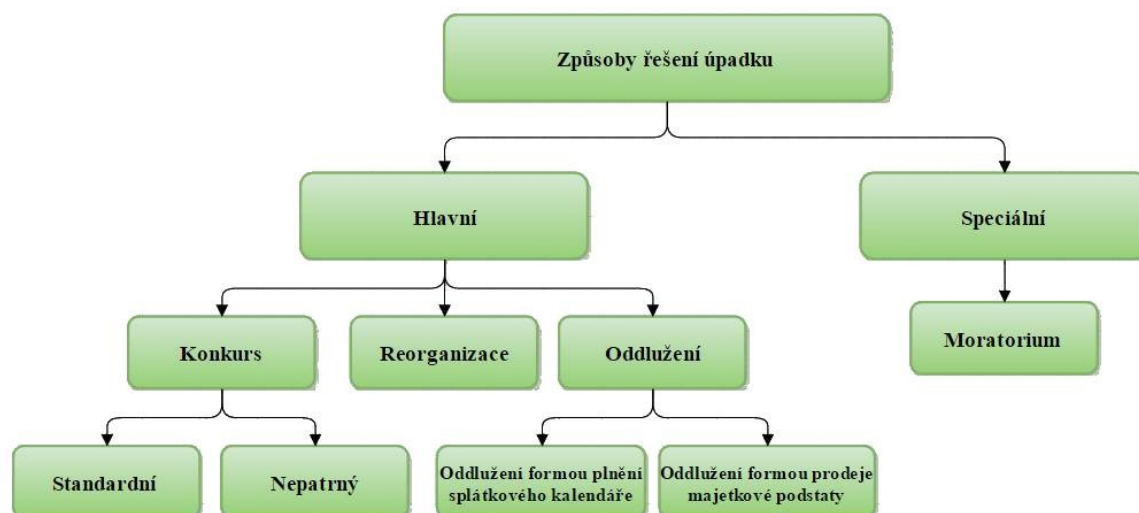 Způsoby řešení úpadku
Hlavní
Speciální
Konkurs
Reorganizace
Oddlužení
Moratorium
Standardní
Nepatrný
Oddlužení formou plnění
splátkového kalendáře
Oddlužení formou prodeje
majetkové podstaty